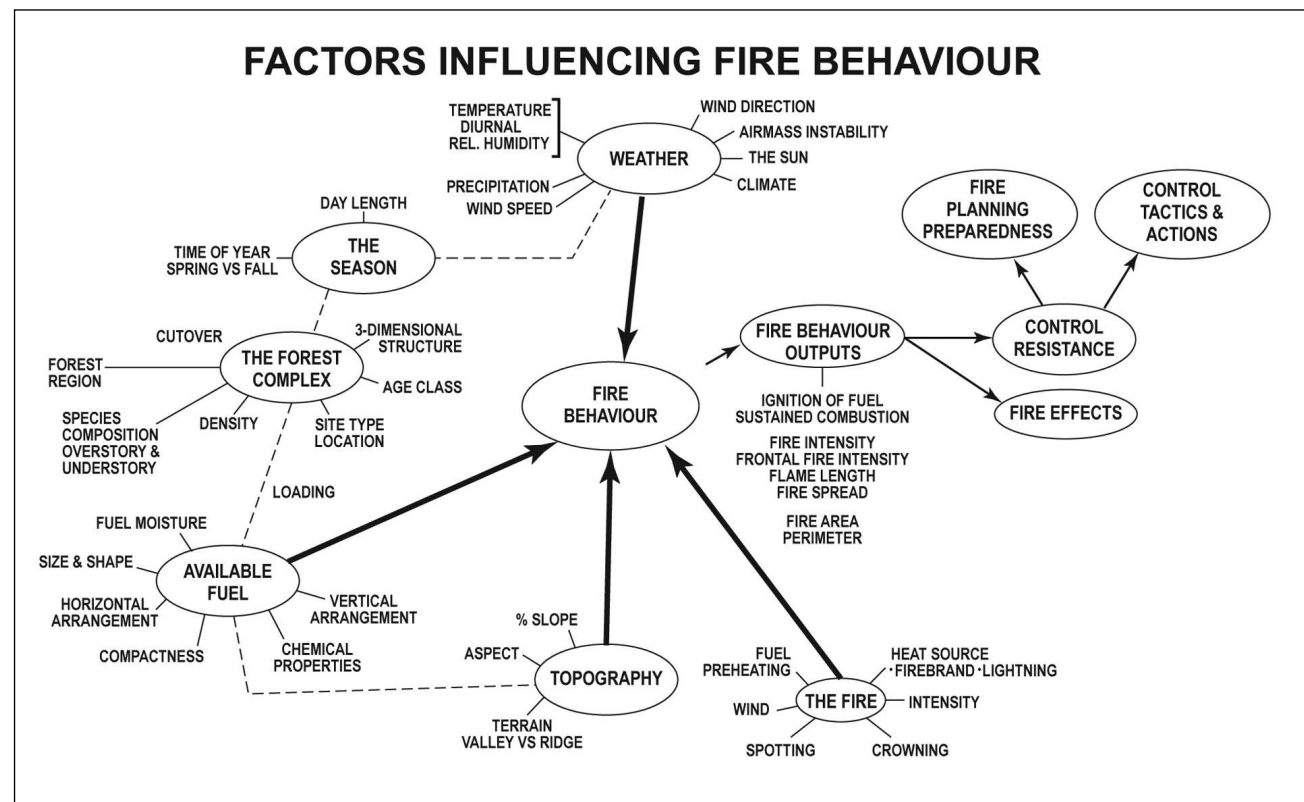 FACTORS INFLUENCING FIRE BEHAVIOUR
TEMPERATURE
DIURNAL
REL. HUMIDITY
WIND DIRECTION
AIRMASS INSTABILITY
THE SUN
CLIMATE
WEATHER
PRECIPITATION
WIND SPEED
DAY LENGTH
TIME OF YEAR
SPRING VS FALL
THE
SEASON
FIRE
PLANNING
PREPAREDNESS
CONTROL
TACTICS &
ACTIONS
CUTOVER
3-DIMENSIONAL
STRUCTURE
FOREST
REGION
THE FOREST
COMPLEX
AGE CLASS
SPECIES
COMPOSITION
OVERSTORY &
UNDERSTORY
DENSITY
SITE TYPE
LOCATION
FIRE
BEHAVIOUR
FIRE BEHAVIOUR
OUTPUTS
CONTROL
RESISTANCE
FIRE EFFECTS
IGNITION OF FUEL
SUSTAINED COMBUSTION
FIRE INTENSITY
FRONTAL FIRE INTENSITY
FLAME LENGTH
FIRE SPREAD
FIRE AREA
PERIMETER
LOADING
FUEL MOISTURE
SIZE & SHAPE
AVAILABLE
FUEL
HORIZONTAL
ARRANGEMENT
VERTICAL
ARRANGEMENT
COMPACTNESS
CHEMICAL
PROPERTIES
% SLOPE
ASPECT
TOPOGRAPHY
TERRAIN
VALLEY VS RIDGE
FUEL
PREHEATING
HEAT SOURCE
·FIREBRAND·LIGHTNING
WIND
THE FIRE
INTENSITY
SPOTTING
CROWNING